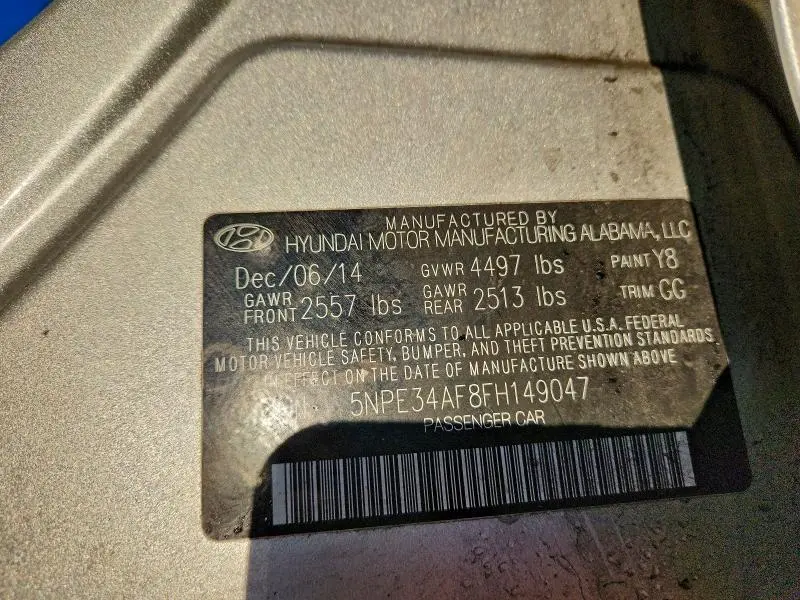 MANUFACTURED BY
HYUNDAI MOTOR MANUFACTURING ALABAMA, LLC
Dec/06/14 GVWR 4497 lbs PAINT Y8
GAWR FRONT 2557 lbs GAWR REAR 2513 lbs TRIM GG
THIS VEHICLE CONFORMS TO ALL APPLICABLE U.S.A. FEDERAL
MOTOR VEHICLE SAFETY, BUMPER, AND THEFT PREVENTION STANDARDS
IN EFFECT ON THE DATE OF MANUFACTURE SHOWN ABOVE
5NPE34AF8FH149047
PASSENGER CAR